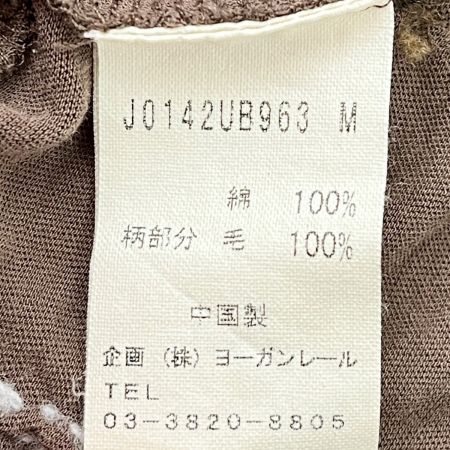 J0142UB963 M
綿 100%
柄部分 毛 100%
中国製
企画 (株) ヨーガンレール
TEL
03-3820-8805